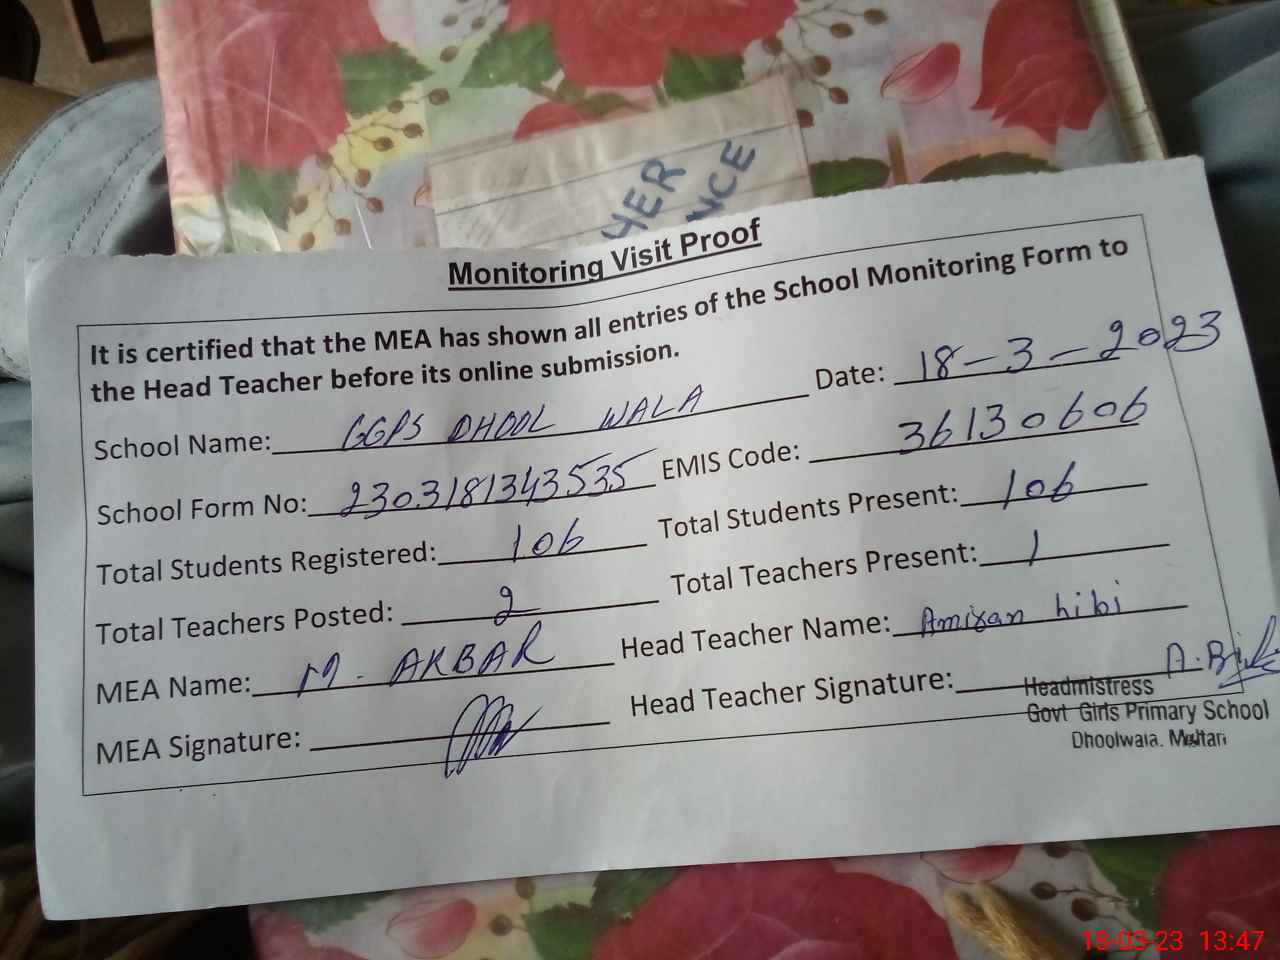 HER
NCE
Monitoring Visit Proof
It is certified that the MEA has shown all entries of the School Monitoring Form to
the Head Teacher before its online submission.
Date: 18-3-2023
School Name: GGPS DHOOL WALA
EMIS Code: 36130606
School Form No: 2303181343535
Total Students Present: 106
Total Students Registered: 106
Total Teachers Present: 1
Total Teachers Posted: 2
Head Teacher Name: Amiran bibi
MEA Name: M. AKBAR
Head Teacher Signature: A.Bibi
MEA Signature:
Headmistress
Govt Girls Primary School
Dhoolwala.
18-03-23 13:47